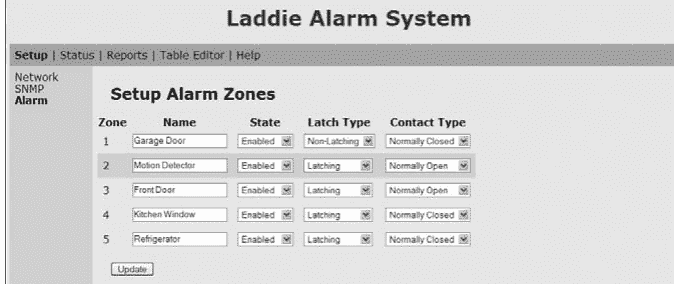 Laddie Alarm System
Setup | Status | Reports | Table Editor | Help
Network
SNMP
Alarm
Setup Alarm Zones
Zone Name State Latch Type Contact Type
1 Garage Door Enabled Non-Latching Normally Closed
2 Motion Detector Enabled Latching Normally Open
3 Front Door Enabled Latching Normally Open
4 Kitchen Window Enabled Latching Normally Closed
5 Refrigerator Enabled Latching Normally Closed
Update